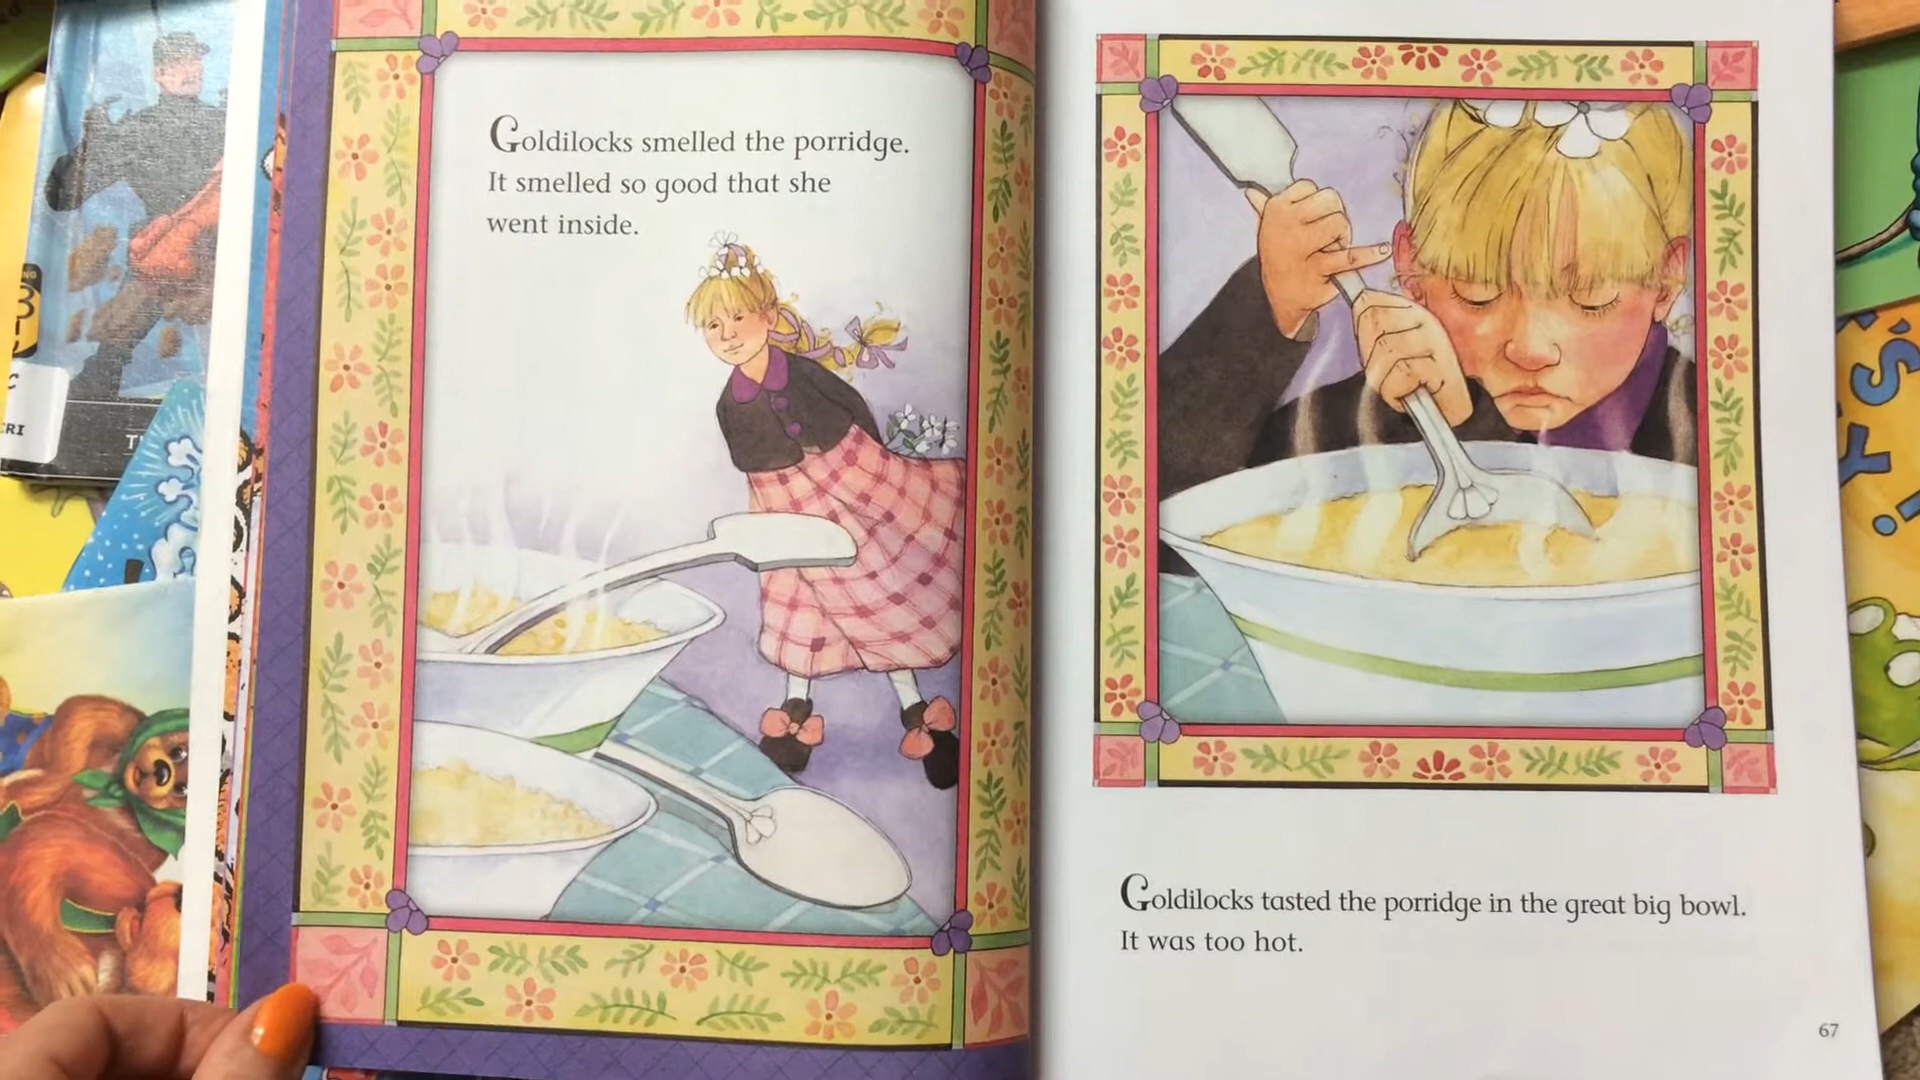 Goldilocks smelled the porridge.
It smelled so good that she
went inside.
Goldilocks tasted the porridge in the great big bowl.
It was too hot.
67